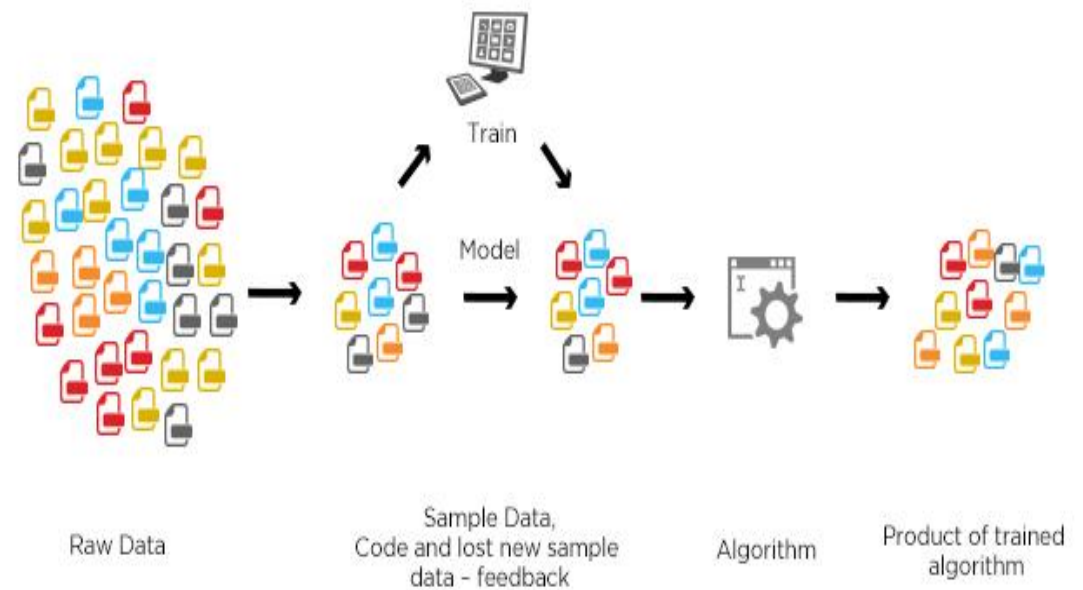 Train
Model
Raw Data
Sample Data,
Code and lost new sample
data - feedback
Algorithm
Product of trained
algorithm